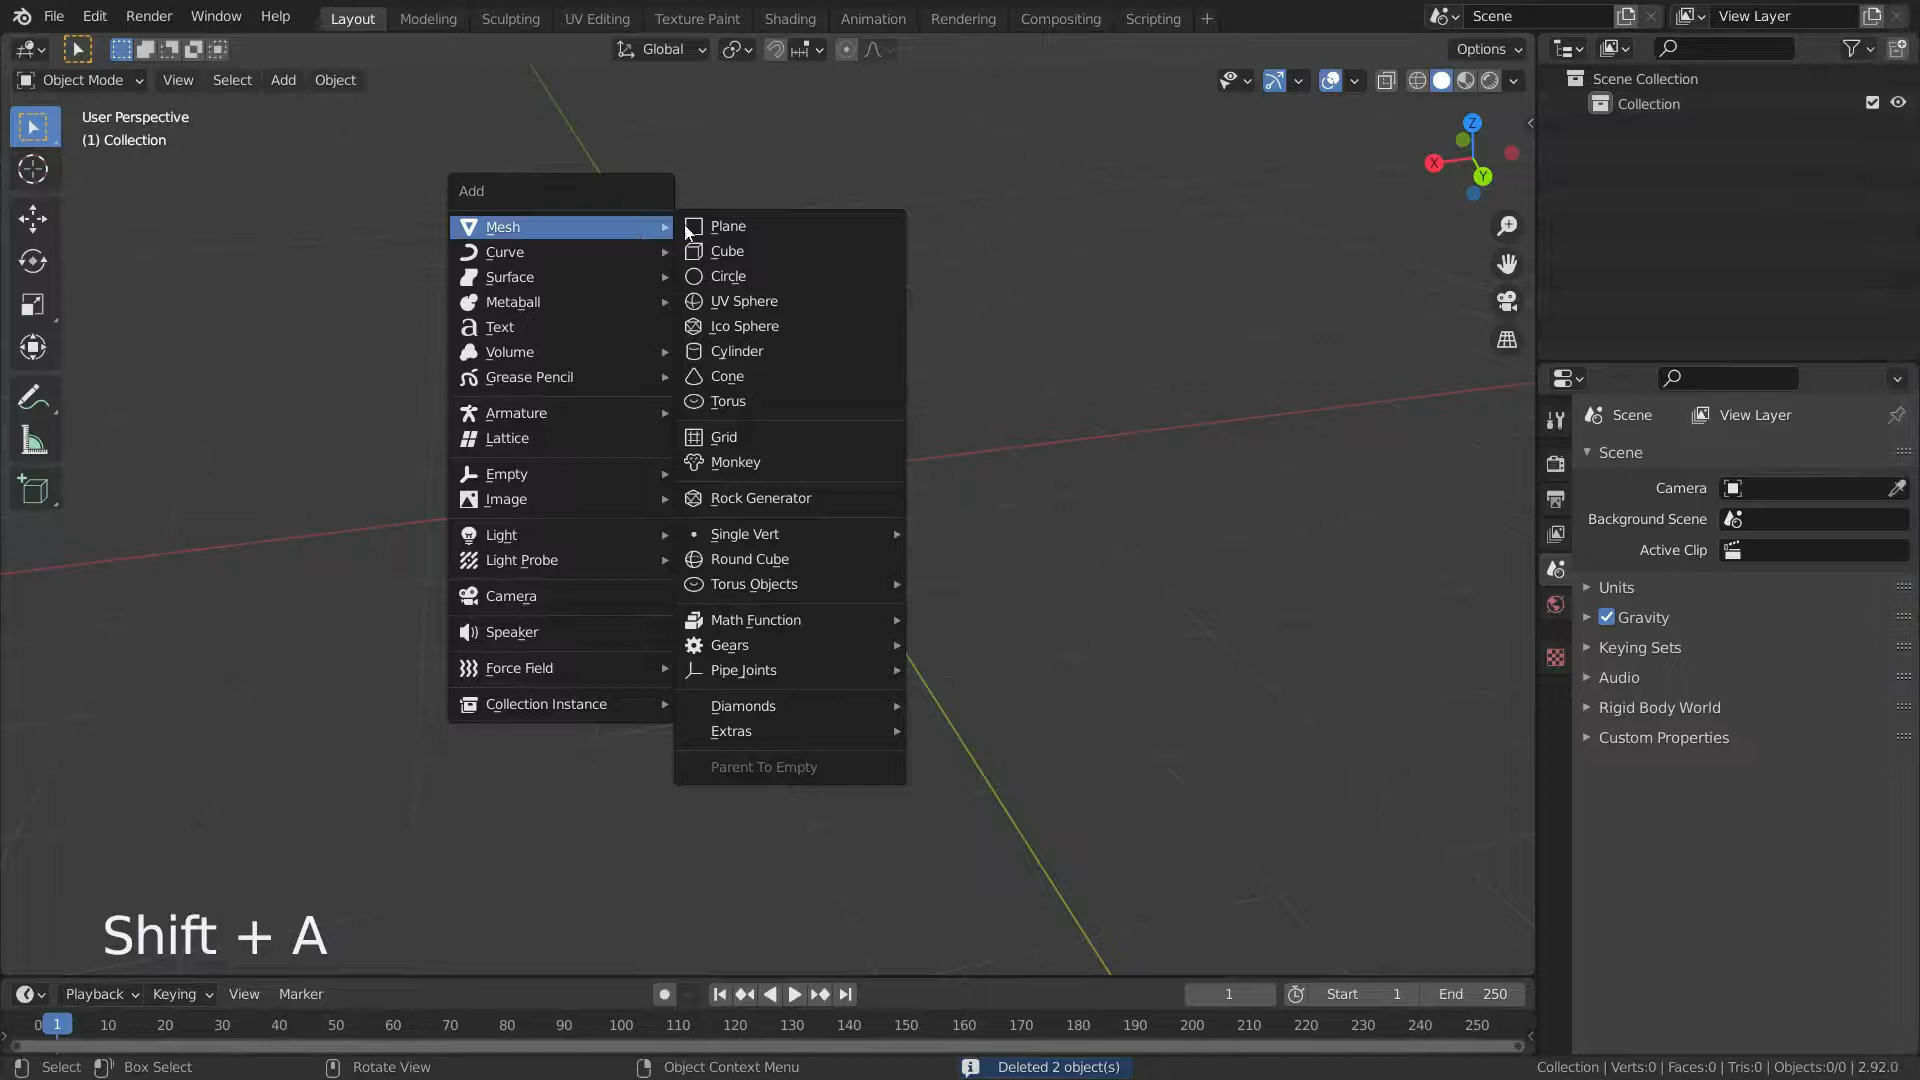 File Edit Render Window Help Layout Modeling Sculpting UV Editing Texture Paint Shading Animation Rendering Compositing Scripting + Scene View Layer
Global Options
Object Mode View Select Add Object
User Perspective
(1) Collection
Z
X
Y
Add
Mesh
Curve
Surface
Metaball
Text
Volume
Grease Pencil
Armature
Lattice
Empty
Image
Light
Light Probe
Camera
Speaker
Force Field
Collection Instance
Plane
Cube
Circle
UV Sphere
Ico Sphere
Cylinder
Cone
Torus
Grid
Monkey
Rock Generator
Single Vert
Round Cube
Torus Objects
Math Function
Gears
Pipe Joints
Diamonds
Extras
Parent To Empty
Scene Collection
Collection
Scene View Layer
Scene
Camera
Background Scene
Active Clip
Units
Gravity
Keying Sets
Audio
Rigid Body World
Custom Properties
Shift + A
Playback Keying View Marker 1 Start 1 End 250
0 1 10 20 30 40 50 60 70 80 90 100 110 120 130 140 150 160 170 180 190 200 210 220 230 240 250
Select Box Select Rotate View Object Context Menu Deleted 2 object(s) Collection | Verts:0 | Faces:0 | Tris:0 | Objects:0/0 | 2.92.0